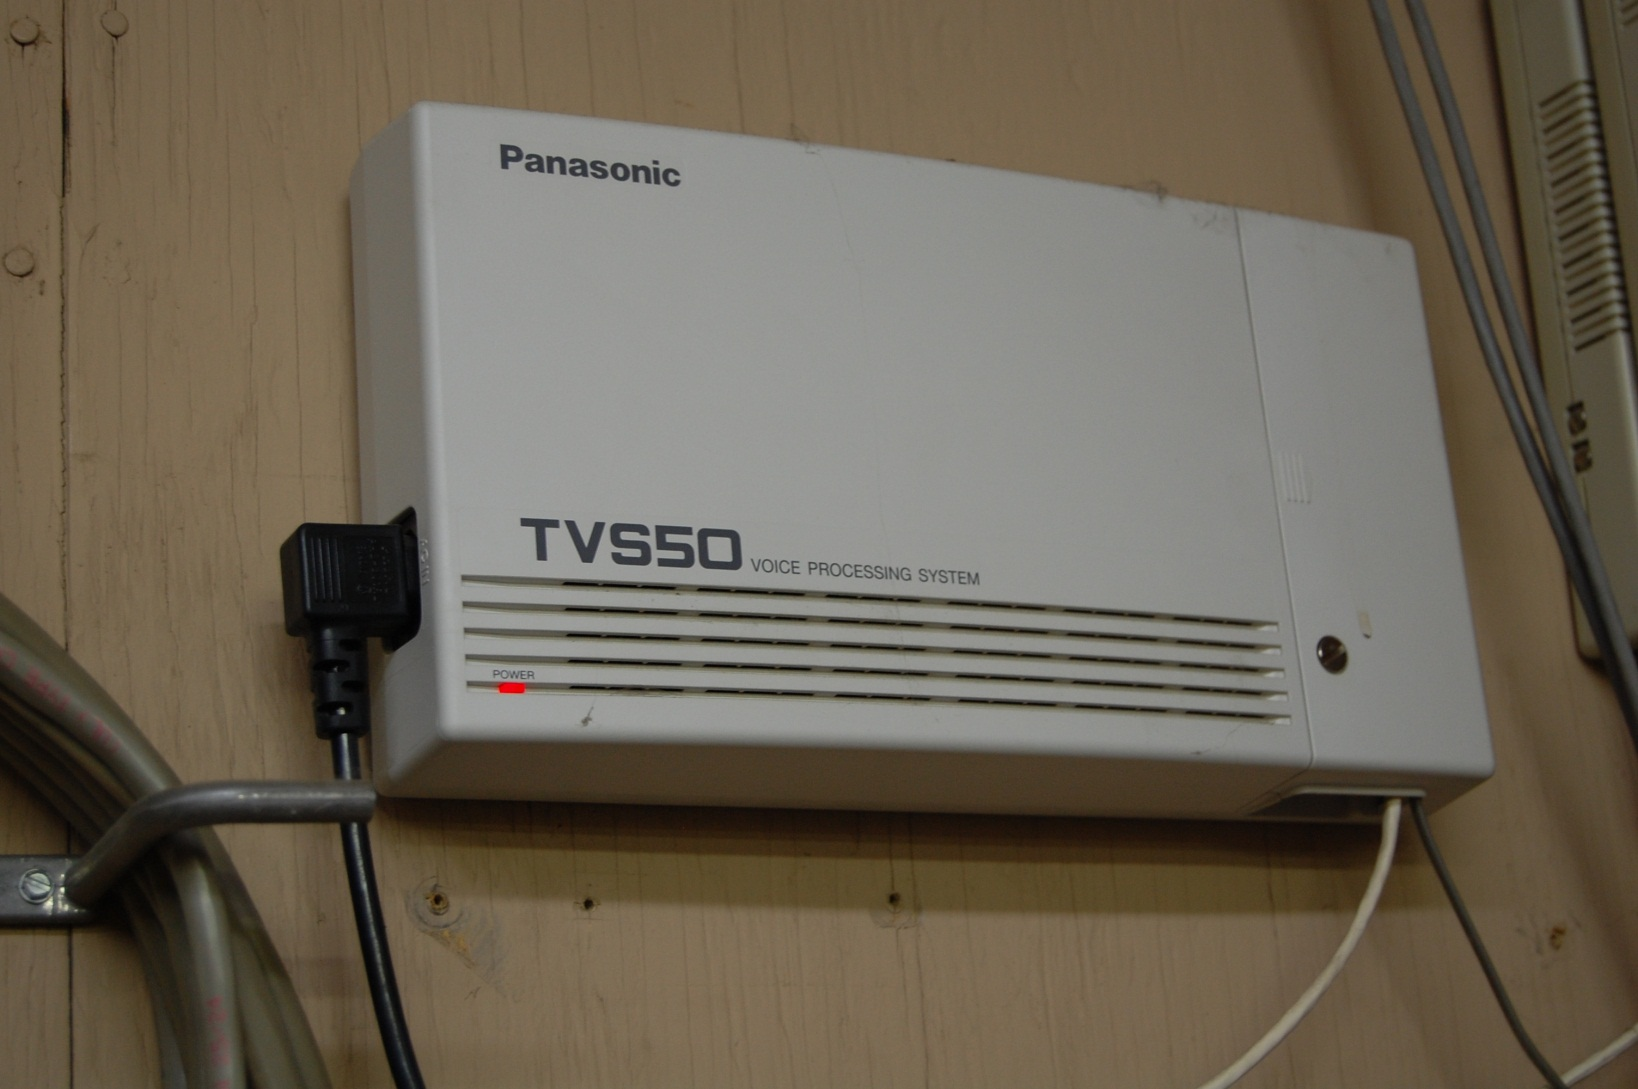 Panasonic
TVS50 VOICE PROCESSING SYSTEM
POWER